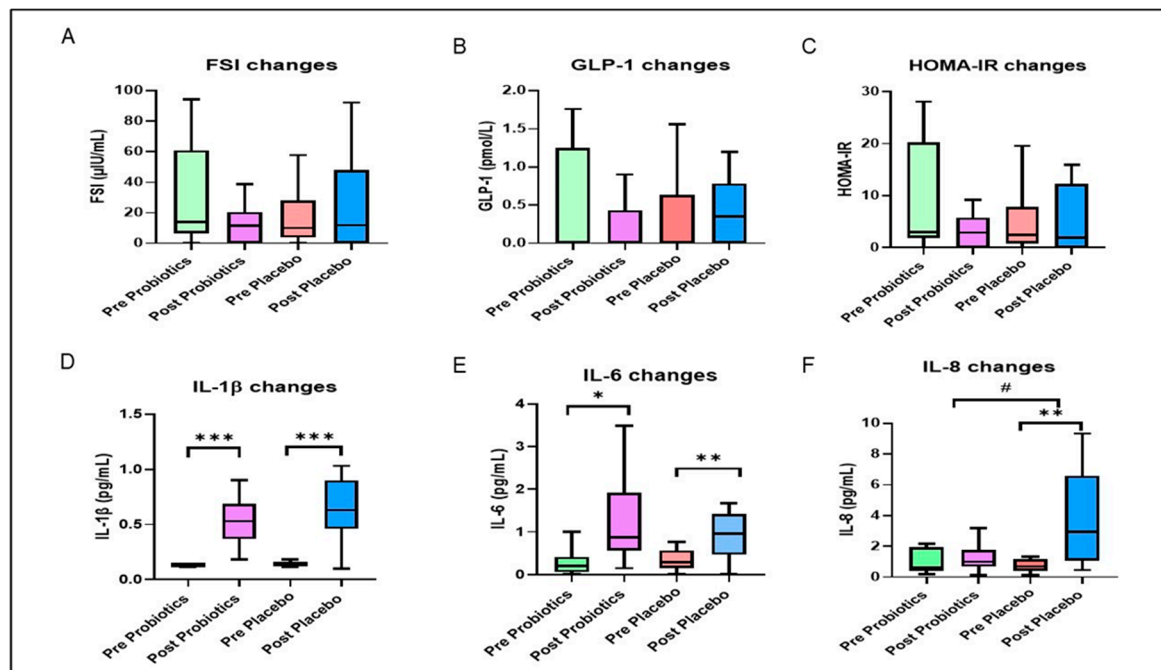 A
FSI changes
FSI (µIU/mL)
100
80
60
40
20
0
Pre Probiotics
Post Probiotics
Pre Placebo
Post Placebo
B
GLP-1 changes
GLP-1 (pmol/L)
2.0
1.5
1.0
0.5
0.0
Pre Probiotics
Post Probiotics
Pre Placebo
Post Placebo
C
HOMA-IR changes
HOMA-IR
30
20
10
0
Pre Probiotics
Post Probiotics
Pre Placebo
Post Placebo
D
IL-1β changes
IL-1β (pg/mL)
1.5
1.0
0.5
0.0
*** ***
Pre Probiotics
Post Probiotics
Pre Placebo
Post Placebo
E
IL-6 changes
IL-6 (pg/mL)
4
3
2
1
0
*
**
Pre Probiotics
Post Probiotics
Pre Placebo
Post Placebo
F
IL-8 changes
#
**
IL-8 (pg/mL)
10
8
6
4
2
0
Pre Probiotics
Post Probiotics
Pre Placebo
Post Placebo